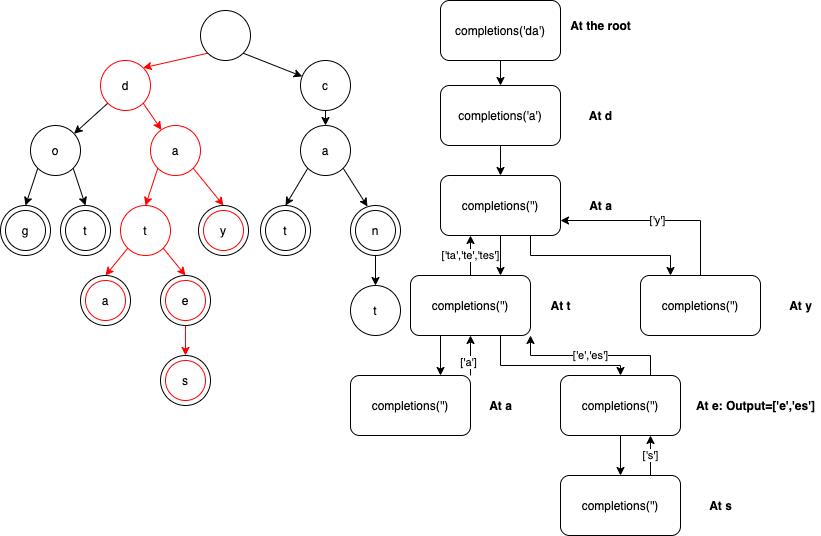 d
c
o
a
a
g
t
t
y
t
n
a
e
t
s
completions('da')
At the root
completions('a')
At d
completions('')
At a
['y']
['ta','te','tes']
completions('')
At t
completions('')
At y
['a']
['e','es']
completions('')
At a
completions('')
At e: Output=['e','es']
['s']
completions('')
At s